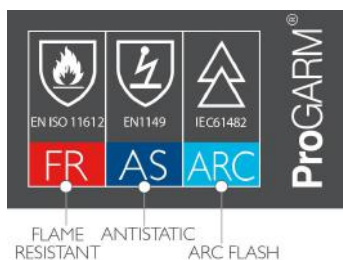 EN ISO 11612
EN1149
IEC61482
FR
AS
ARC
ProGARM®
FLAME
RESISTANT
ANTISTATIC
ARC FLASH